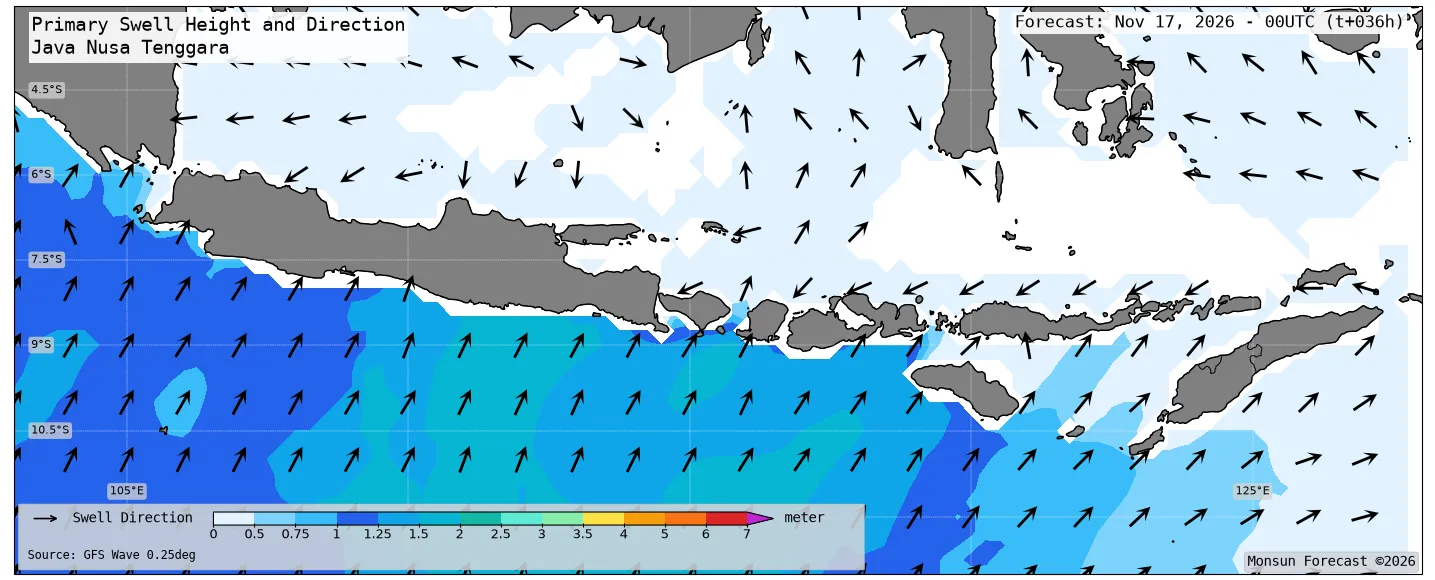 Primary Swell Height and Direction
Java Nusa Tenggara
Forecast: Nov 17, 2026 - 00UTC (t+036h)
4.5°S
6°S
7.5°S
9°S
10.5°S
105°E
125°E
Swell Direction
0 0.5 0.75 1 1.25 1.5 2 2.5 3 3.5 4 5 6 7
meter
Source: GFS Wave 0.25deg
Monsun Forecast ©2026